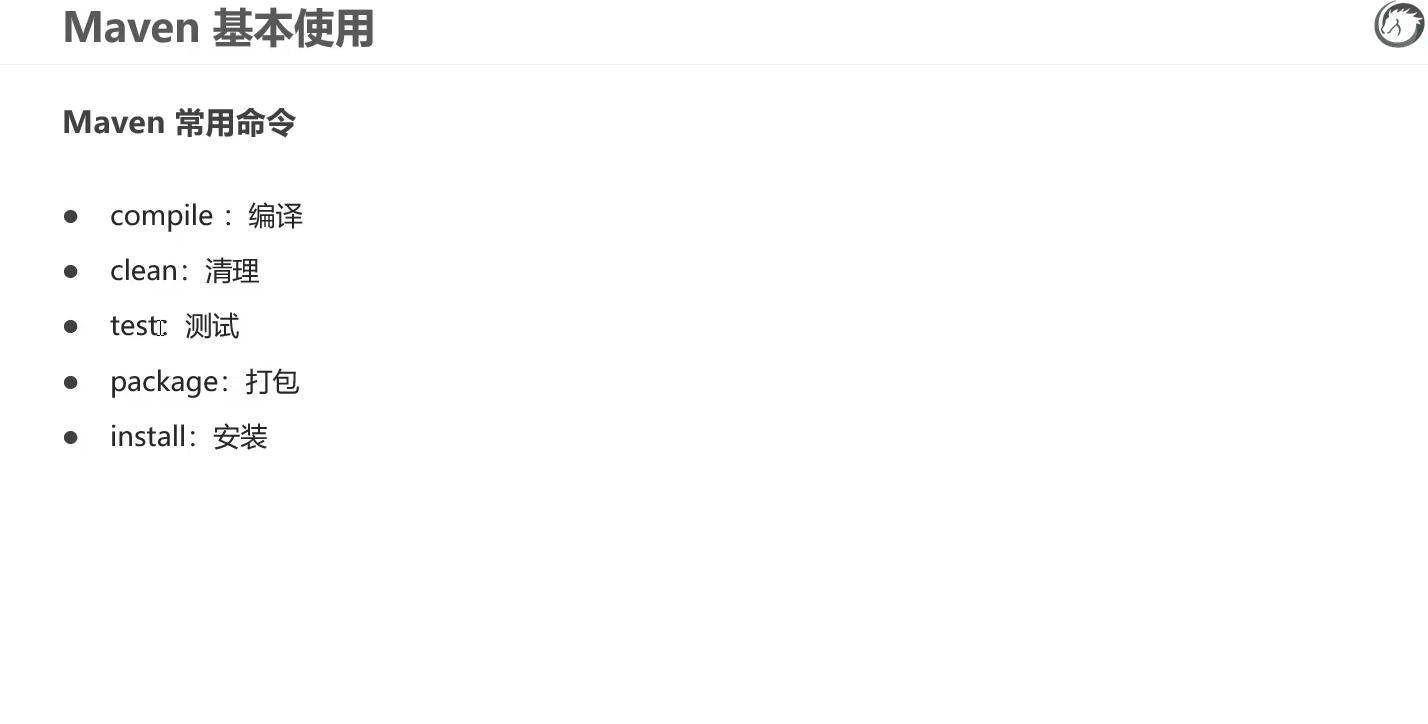 Maven 基本使用
Maven 常用命令
● compile ：编译
● clean：清理
● test：测试
● package：打包
● install：安装